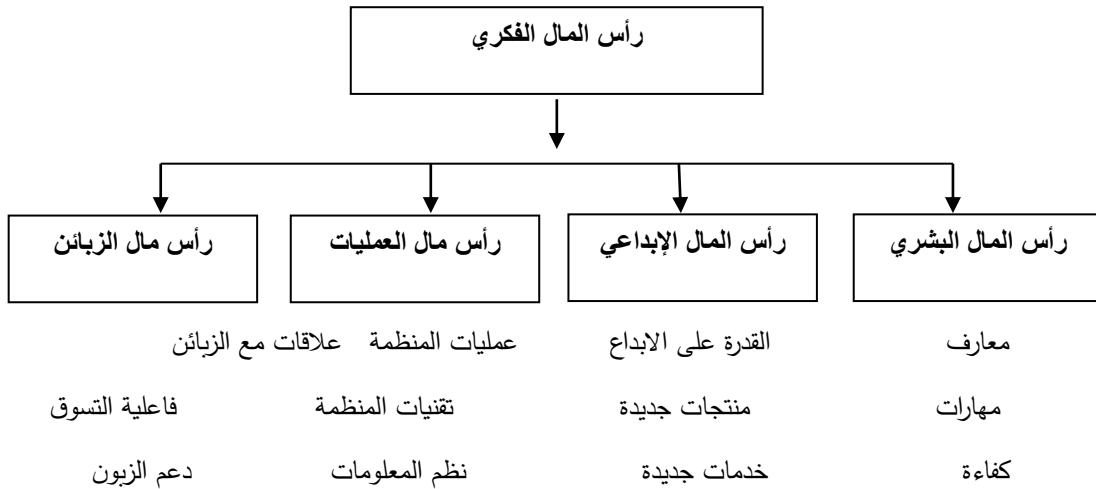 رأس المال الفكري
رأس المال البشري
رأس المال الإبداعي
رأس مال العمليات
رأس مال الزبائن
معارف القدرة على الابداع عمليات المنظمة علاقات مع الزبائن
مهارات منتجات جديدة تقنيات المنظمة فاعلية التسوق
كفاءة خدمات جديدة نظم المعلومات دعم الزبون